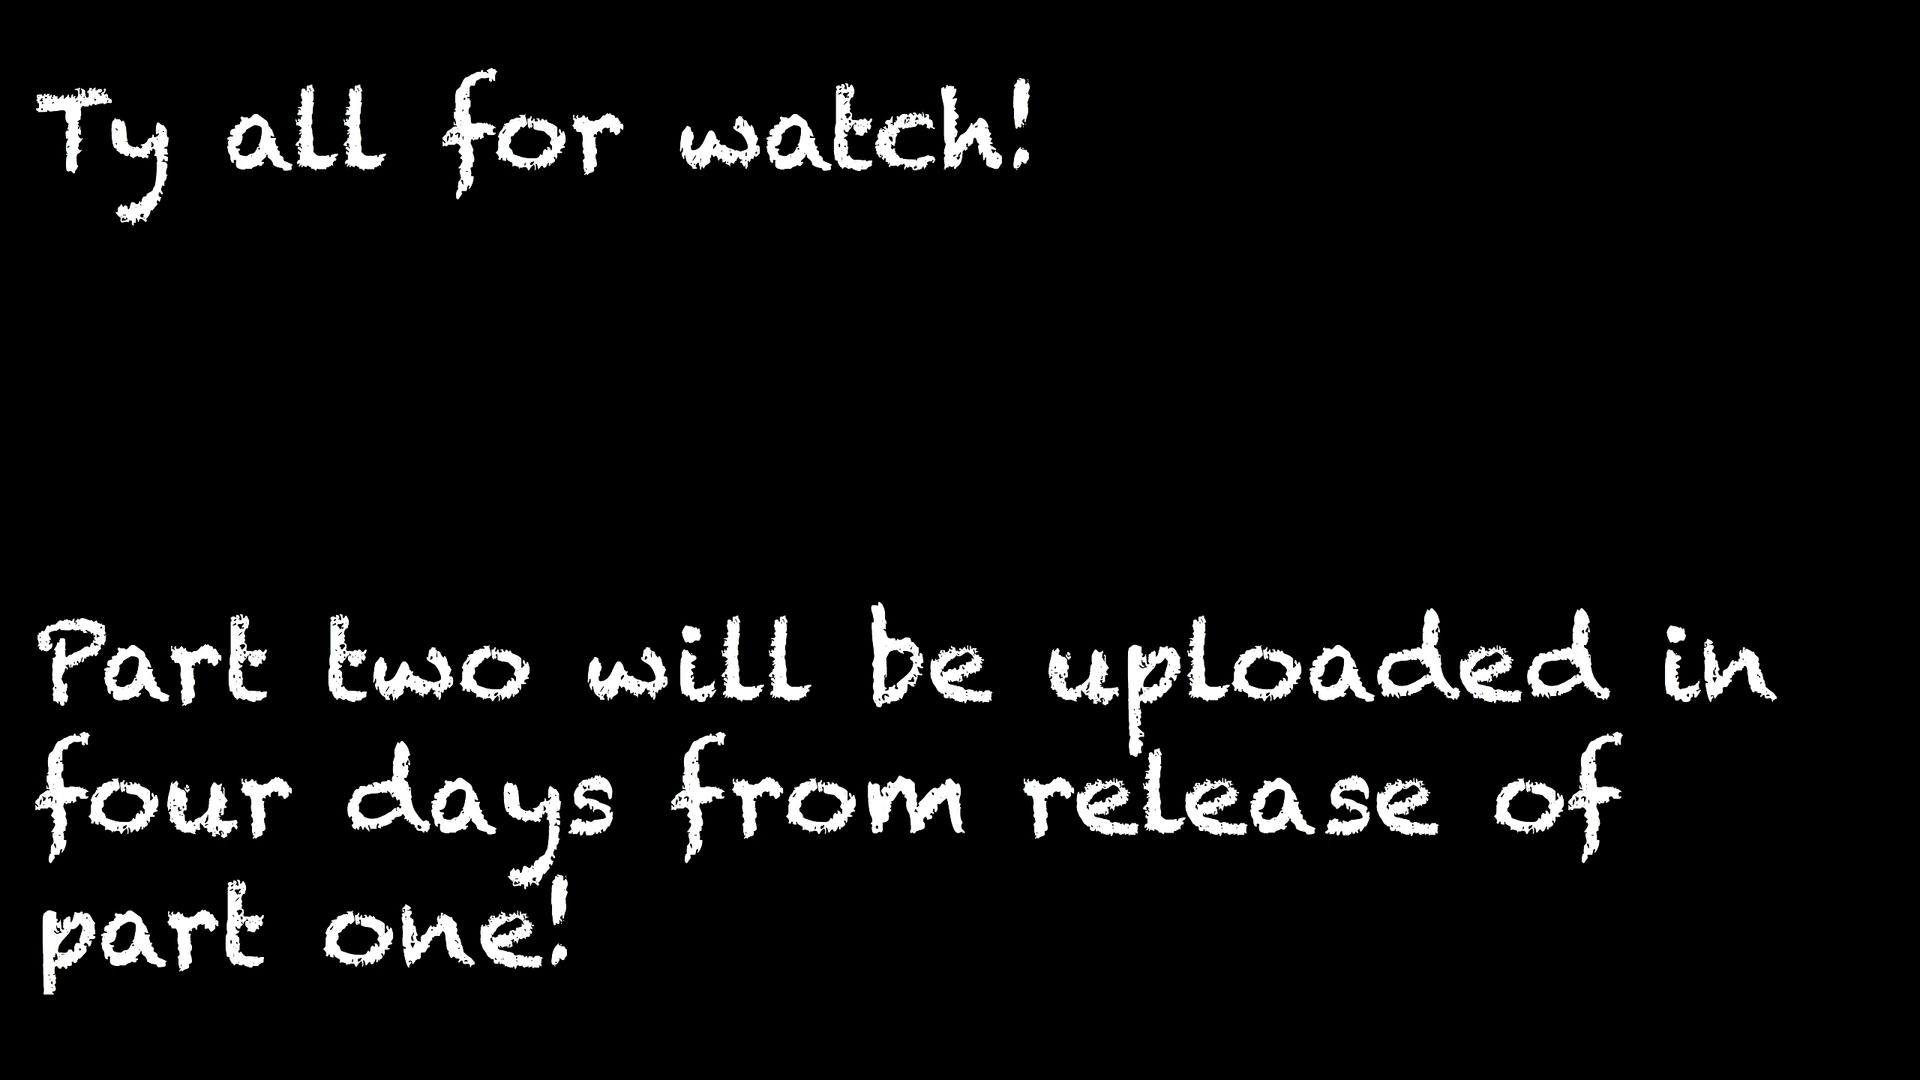 Ty all for watch!
Part two will be uploaded in
four days from release of
part one!